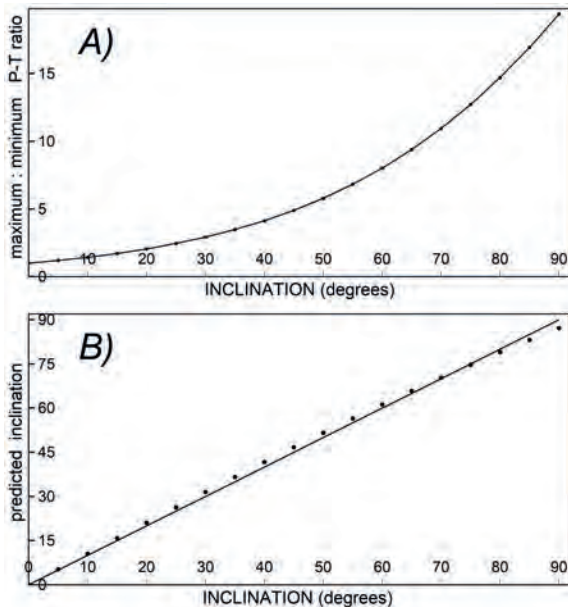 A)
maximum : minimum P-T ratio
15
10
5
0
10 20 30 40 50 60 70 80 90
INCLINATION (degrees)
B)
predicted inclination
90
75
60
45
30
15
0
0 10 20 30 40 50 60 70 80 90
INCLINATION (degrees)